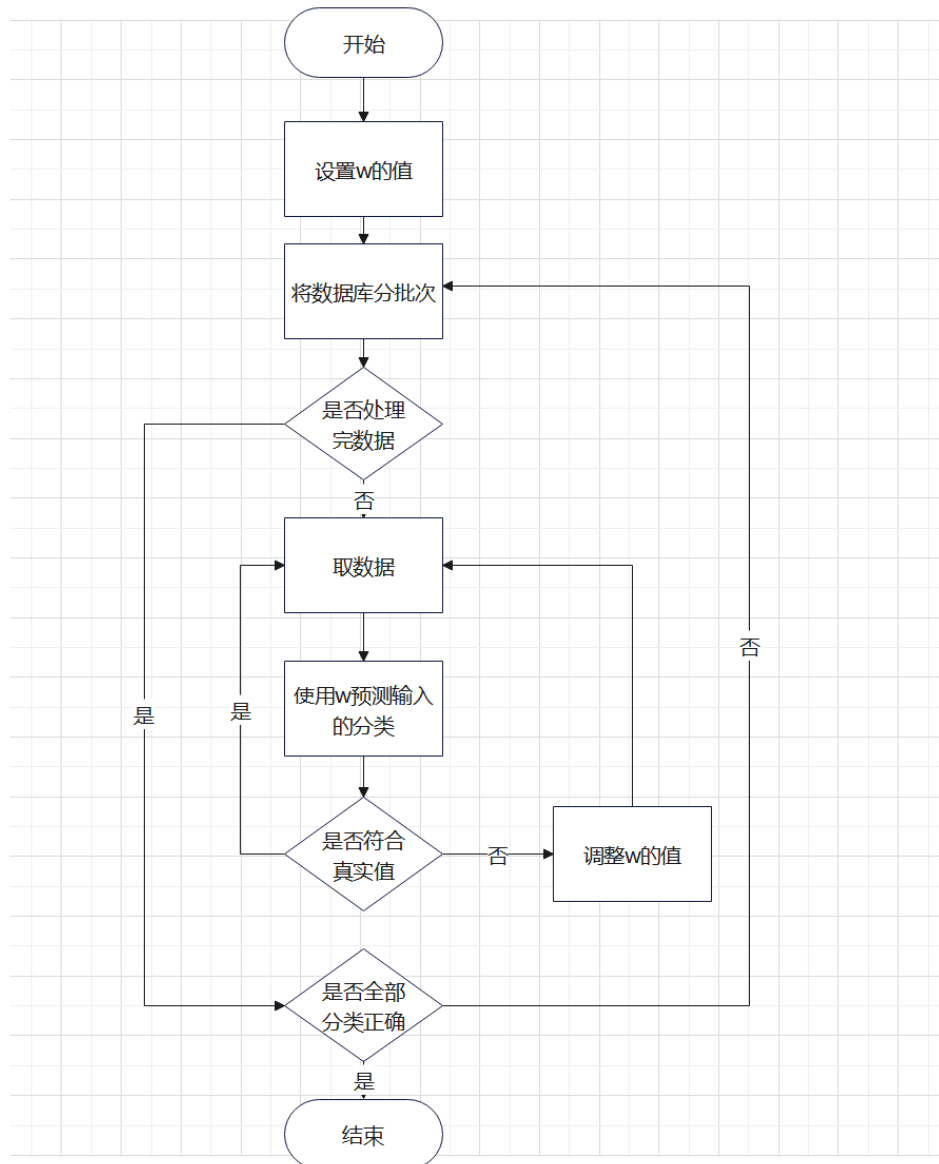 开始
设置w的值
将数据库分批次
是否处理
完数据
否
取数据
否
使用w预测输入
的分类
是
是
是否符合
真实值
否
调整w的值
是否全部
分类正确
是
结束